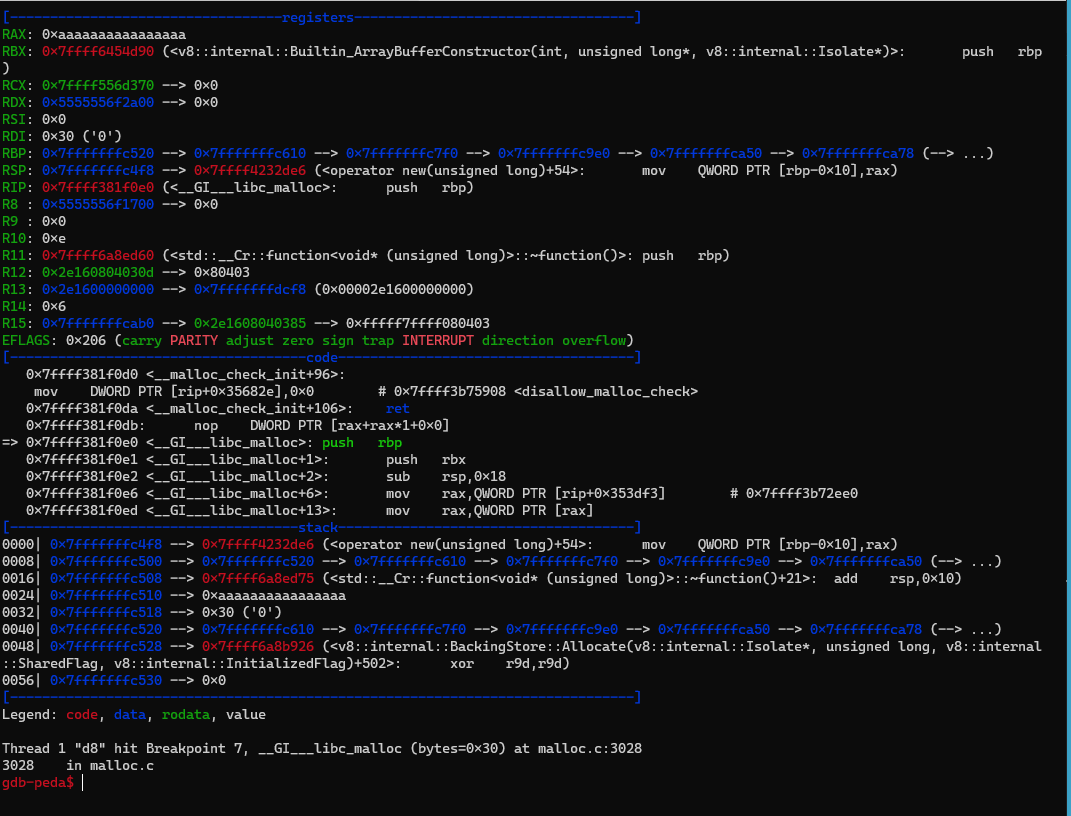 [----------------------------------registers-----------------------------------]
RAX: 0xaaaaaaaaaaaaaaaa
RBX: 0x7ffff6454d90 (<v8::internal::Builtin_ArrayBufferConstructor(int, unsigned long*, v8::internal::Isolate*)>:       push   rbp
)
RCX: 0x7ffff556d370 --> 0x0
RDX: 0x5555556f2a00 --> 0x0
RSI: 0x0
RDI: 0x30 ('0')
RBP: 0x7fffffffc520 --> 0x7fffffffc610 --> 0x7fffffffc7f0 --> 0x7fffffffc9e0 --> 0x7fffffffca50 --> 0x7fffffffca78 (--> ...)
RSP: 0x7fffffffc4f8 --> 0x7ffff4232de6 (<operator new(unsigned long)+54>:       mov    QWORD PTR [rbp-0x10],rax)
RIP: 0x7ffff381f0e0 (<__GI___libc_malloc>:      push   rbp)
R8 : 0x5555556f1700 --> 0x0
R9 : 0x0
R10: 0xe
R11: 0x7ffff6a8ed60 (<std::__Cr::function<void* (unsigned long)>::~function()>: push   rbp)
R12: 0x2e160804030d --> 0x80403
R13: 0x2e1600000000 --> 0x7fffffffdcf8 (0x00002e1600000000)
R14: 0x6
R15: 0x7fffffffcab0 --> 0x2e1608040385 --> 0xfffff7ffff080403
EFLAGS: 0x206 (carry PARITY adjust zero sign trap INTERRUPT direction overflow)
[-------------------------------------code-------------------------------------]
   0x7ffff381f0d0 <__malloc_check_init+96>:
    mov    DWORD PTR [rip+0x35682e],0x0        # 0x7ffff3b75908 <disallow_malloc_check>
   0x7ffff381f0da <__malloc_check_init+106>:    ret
   0x7ffff381f0db:      nop    DWORD PTR [rax+rax*1+0x0]
=> 0x7ffff381f0e0 <__GI___libc_malloc>: push   rbp
   0x7ffff381f0e1 <__GI___libc_malloc+1>:       push   rbx
   0x7ffff381f0e2 <__GI___libc_malloc+2>:       sub    rsp,0x18
   0x7ffff381f0e6 <__GI___libc_malloc+6>:       mov    rax,QWORD PTR [rip+0x353df3]        # 0x7ffff3b72ee0
   0x7ffff381f0ed <__GI___libc_malloc+13>:      mov    rax,QWORD PTR [rax]
[------------------------------------stack-------------------------------------]
0000| 0x7fffffffc4f8 --> 0x7ffff4232de6 (<operator new(unsigned long)+54>:      mov    QWORD PTR [rbp-0x10],rax)
0008| 0x7fffffffc500 --> 0x7fffffffc520 --> 0x7fffffffc610 --> 0x7fffffffc7f0 --> 0x7fffffffc9e0 --> 0x7fffffffca50 (--> ...)
0016| 0x7fffffffc508 --> 0x7ffff6a8ed75 (<std::__Cr::function<void* (unsigned long)>::~function()+21>:  add    rsp,0x10)
0024| 0x7fffffffc510 --> 0xaaaaaaaaaaaaaaaa
0032| 0x7fffffffc518 --> 0x30 ('0')
0040| 0x7fffffffc520 --> 0x7fffffffc610 --> 0x7fffffffc7f0 --> 0x7fffffffc9e0 --> 0x7fffffffca50 --> 0x7fffffffca78 (--> ...)
0048| 0x7fffffffc528 --> 0x7ffff6a8b926 (<v8::internal::BackingStore::Allocate(v8::internal::Isolate*, unsigned long, v8::internal
::SharedFlag, v8::internal::InitializedFlag)+502>:      xor    r9d,r9d)
0056| 0x7fffffffc530 --> 0x0
[------------------------------------------------------------------------------]
Legend: code, data, rodata, value

Thread 1 "d8" hit Breakpoint 7, __GI___libc_malloc (bytes=0x30) at malloc.c:3028
3028    in malloc.c
gdb-peda$